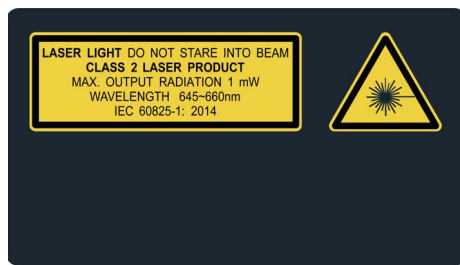 LASER LIGHT DO NOT STARE INTO BEAM
CLASS 2 LASER PRODUCT
MAX. OUTPUT RADIATION 1 mW
WAVELENGTH 645~660nm
IEC 60825-1: 2014